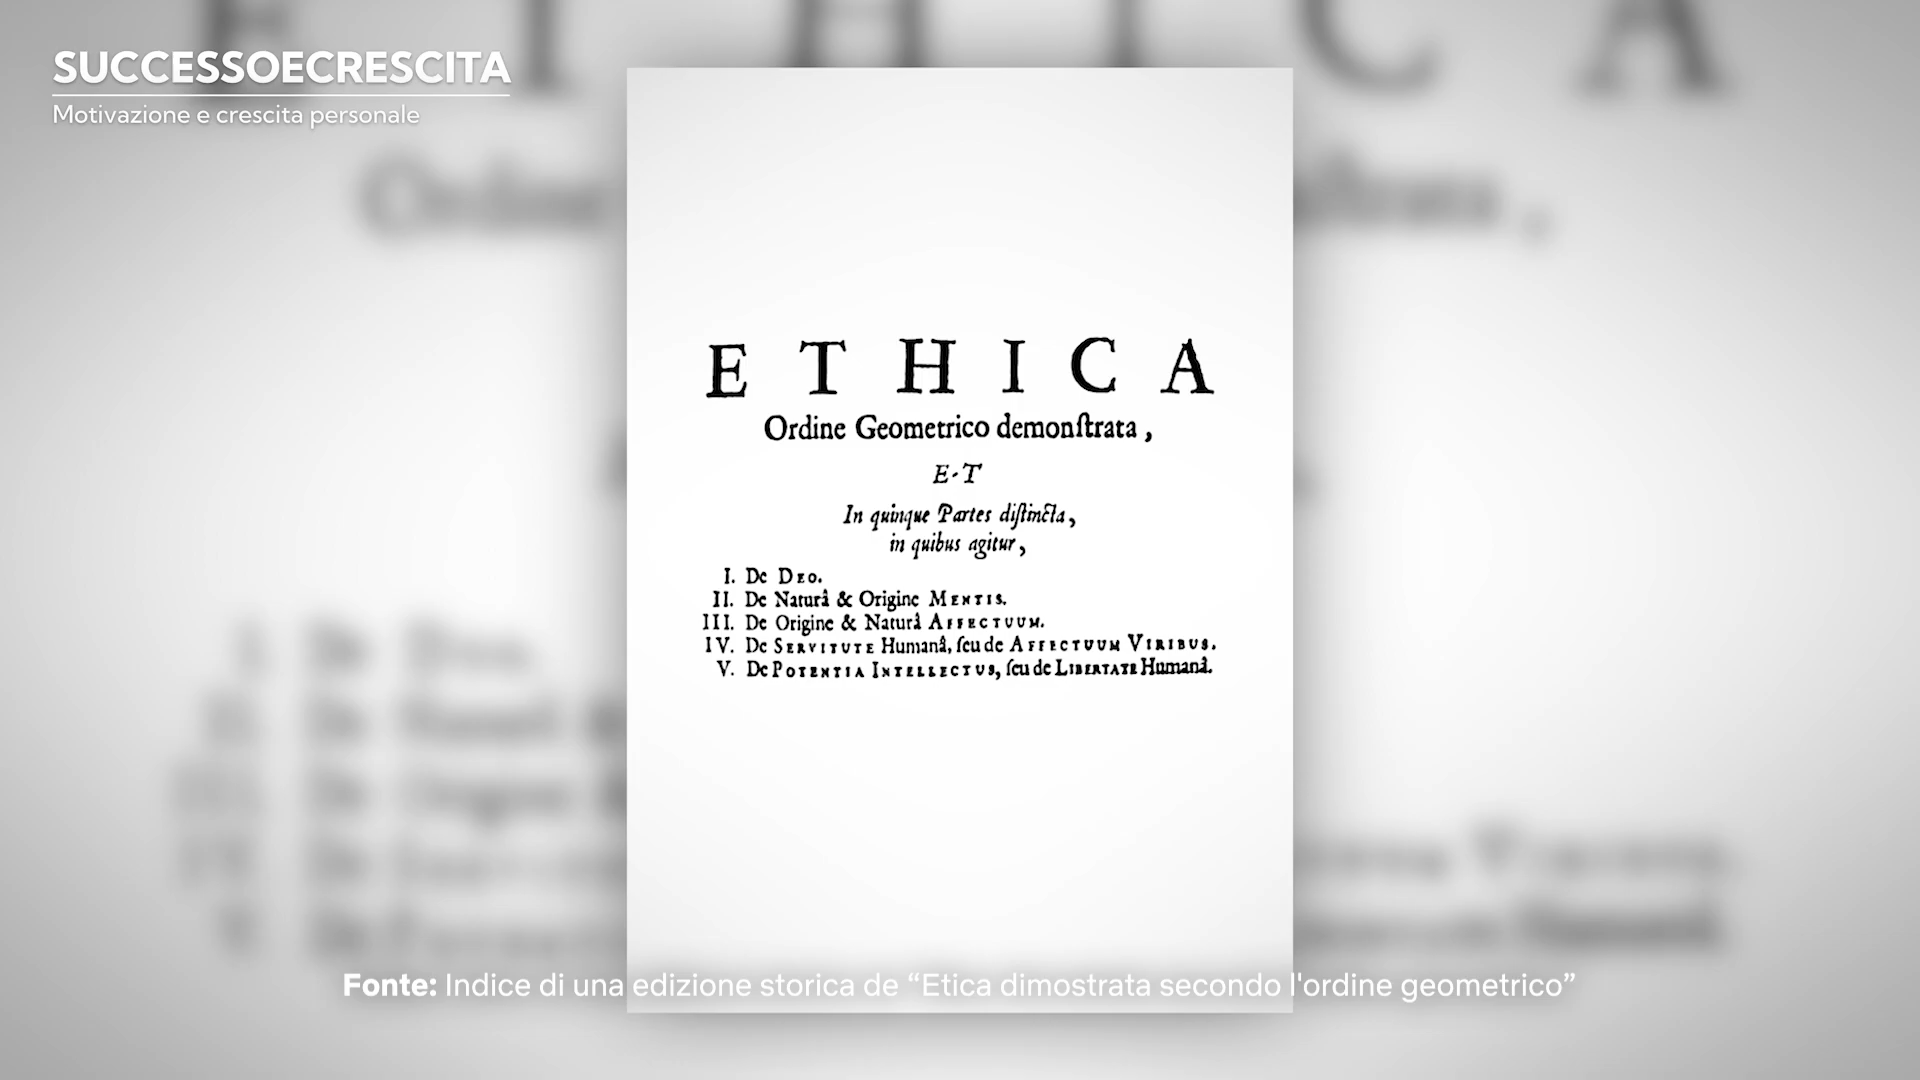 SUCCESSOECRESCITA
Motivazione e crescita personale
E T H I C A
Ordine Geometrico demonſtrata,
E-T
In quinque Partes diſtincta,
in quibus agitur,
I. De DEO.
II. De Naturâ & Origine MENTIS.
III. De Origine & Naturâ AFFECTUUM.
IV. De SERVITUTE Humanâ, ſeu de AFFECTUUM VIRIBUS.
V. De POTENTIA INTELLECTUS, ſeu de LIBERTATE Humanâ.
Fonte: Indice di una edizione storica de “Etica dimostrata secondo l'ordine geometrico”